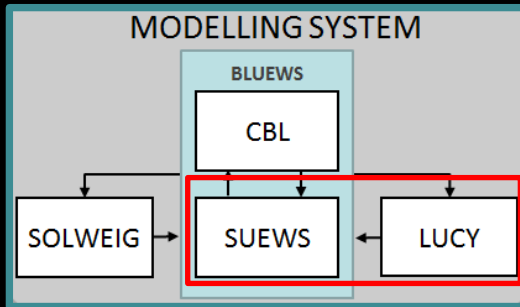 MODELLING SYSTEM
BLUEWS
CBL
SOLWEIG
SUEWS
LUCY